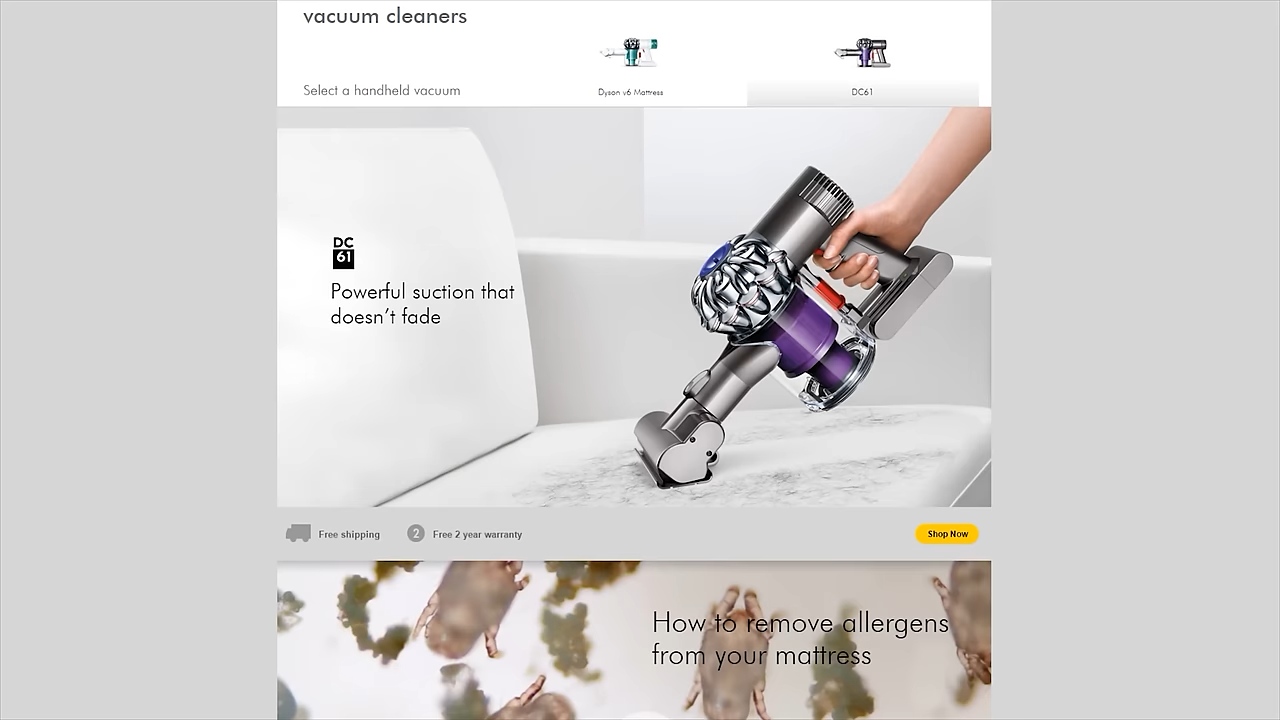 vacuum cleaners
Select a handheld vacuum
Dyson v6 Mattress
DC61
DC
61
Powerful suction that
doesn't fade
Free shipping
2
Free 2 year warranty
Shop Now
How to remove allergens
from your mattress